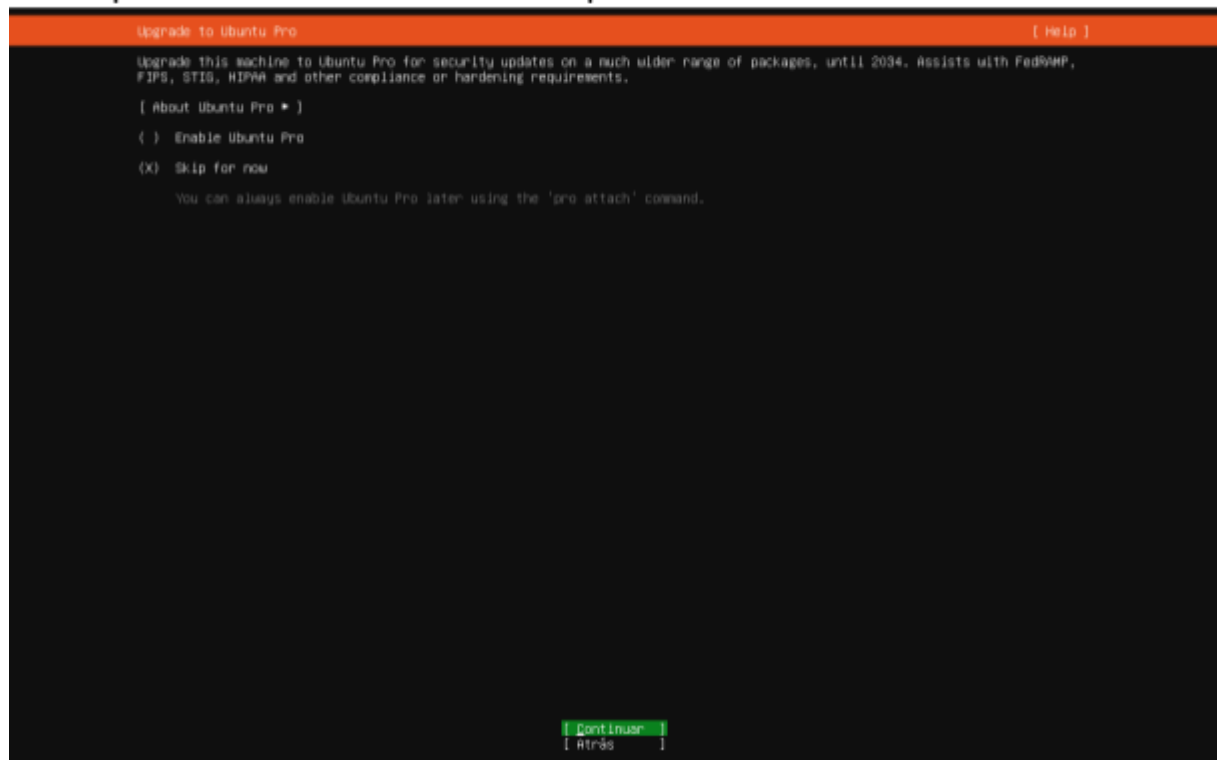 Upgrade to Ubuntu Pro [ Help ]
Upgrade this machine to Ubuntu Pro for security updates on a much wider range of packages, until 2034. Assists with FedRAMP,
FIPS, STIG, HIPAA and other compliance or hardening requirements.
[ About Ubuntu Pro ► ]
( ) Enable Ubuntu Pro
(X) Skip for now
You can always enable Ubuntu Pro later using the 'pro attach' command.
[ Continuar ]
[ Atrás ]